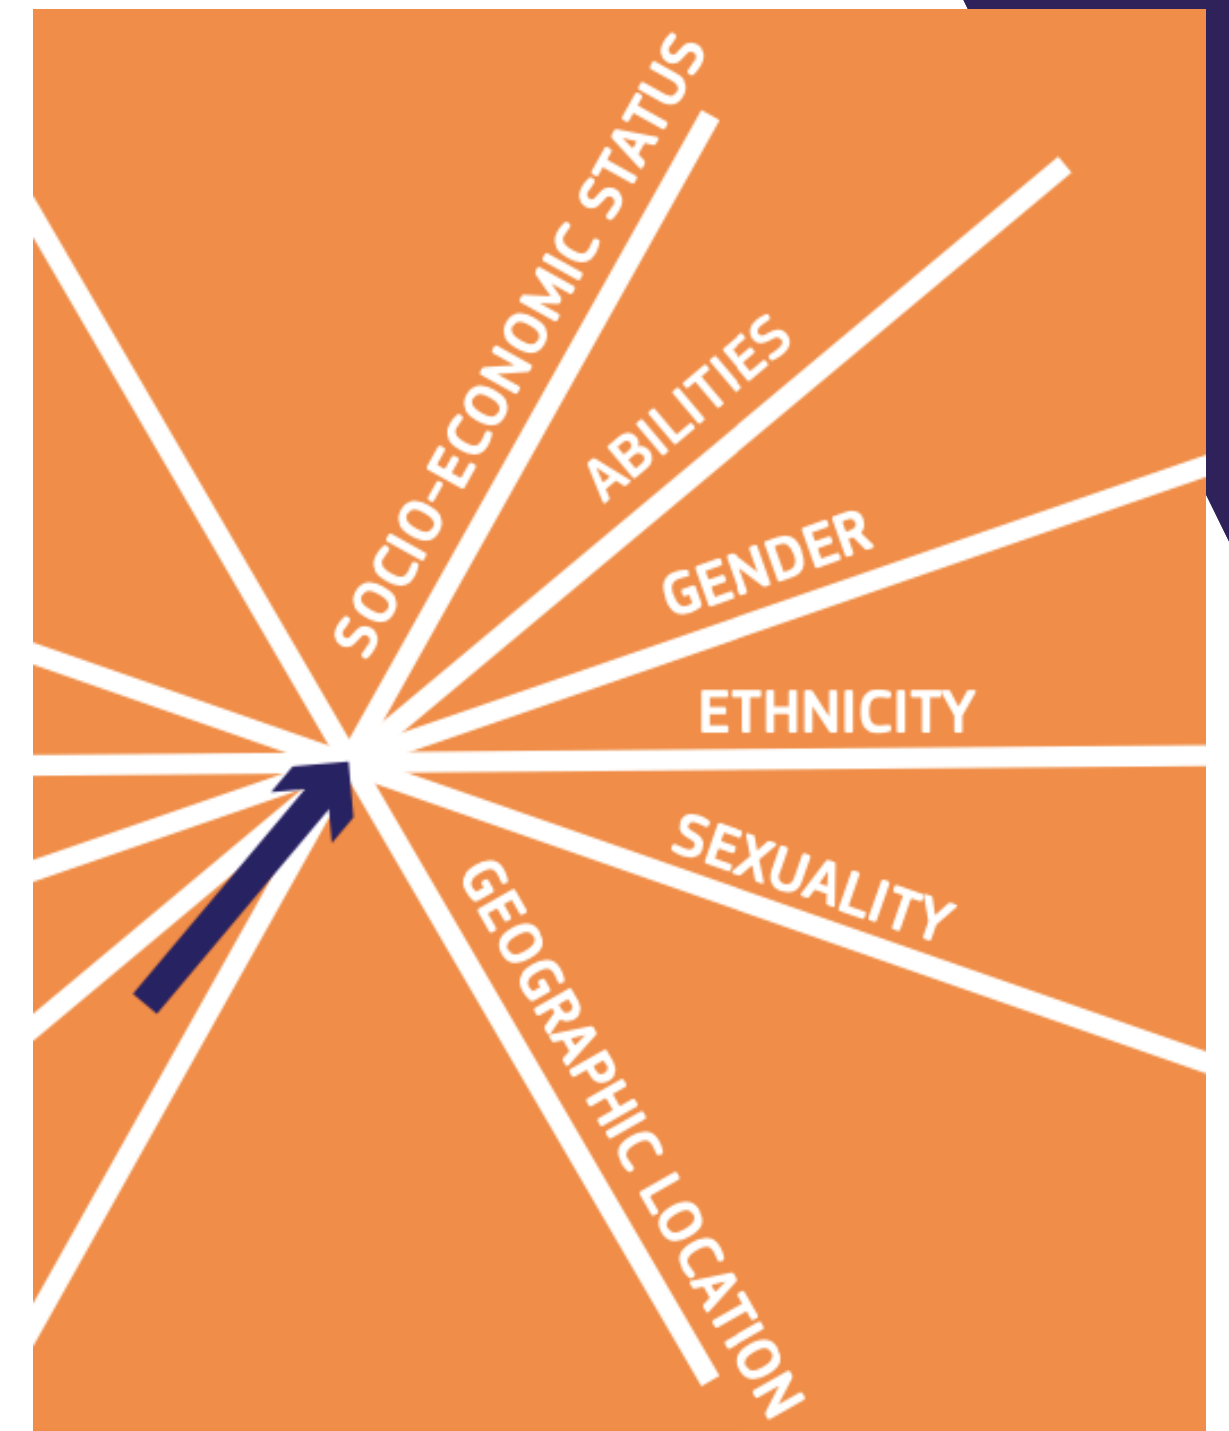 SOCIO-ECONOMIC STATUS
ABILITIES
GENDER
ETHNICITY
SEXUALITY
GEOGRAPHIC LOCATION